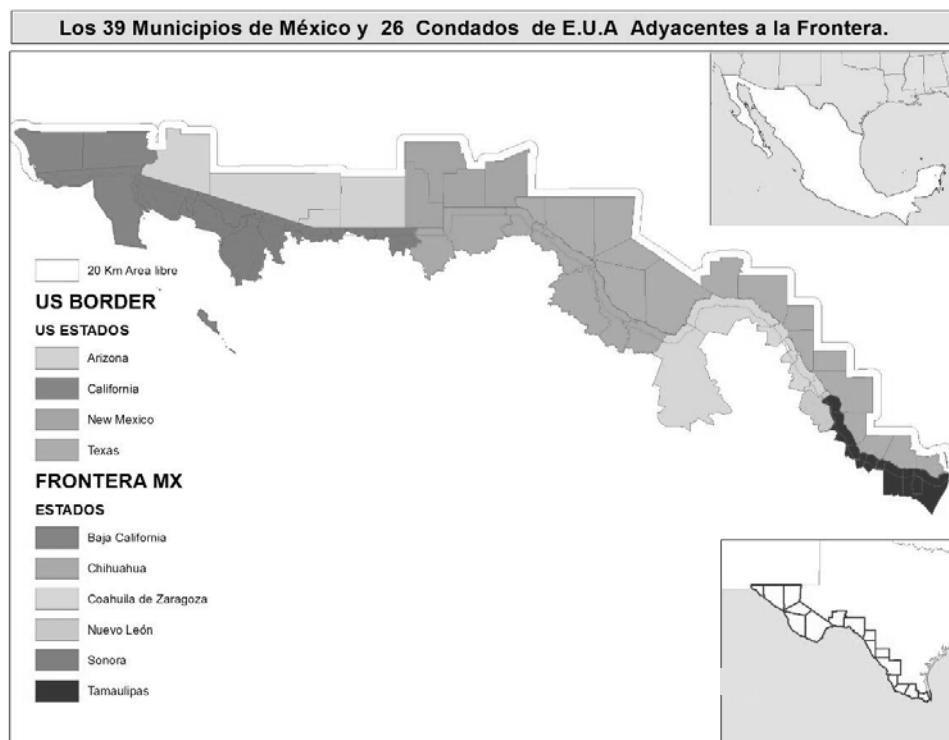 Los 39 Municipios de México y 26 Condados de E.U.A Adyacentes a la Frontera.
20 Km Area libre
US BORDER
US ESTADOS
Arizona
California
New Mexico
Texas
FRONTERA MX
ESTADOS
Baja California
Chihuahua
Coahuila de Zaragoza
Nuevo León
Sonora
Tamaulipas